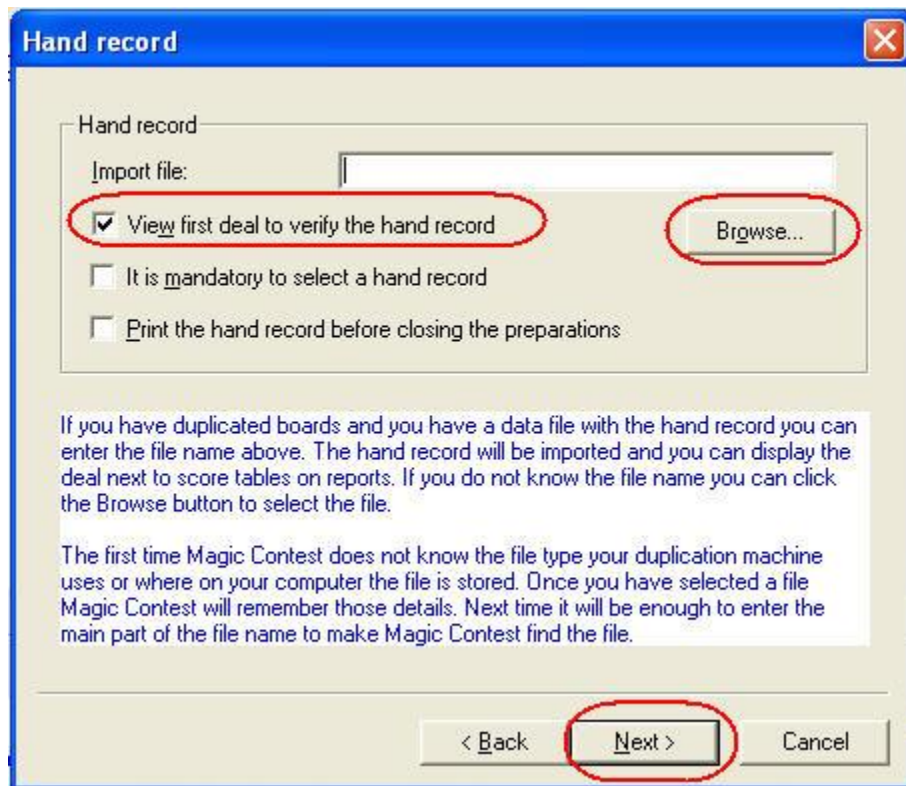 Hand record
Hand record
Import file:
View first deal to verify the hand record
Browse...
It is mandatory to select a hand record
Print the hand record before closing the preparations
If you have duplicated boards and you have a data file with the hand record you can
enter the file name above. The hand record will be imported and you can display the
deal next to score tables on reports. If you do not know the file name you can click
the Browse button to select the file.
The first time Magic Contest does not know the file type your duplication machine
uses or where on your computer the file is stored. Once you have selected a file
Magic Contest will remember those details. Next time it will be enough to enter the
main part of the file name to make Magic Contest find the file.
< Back
Next >
Cancel